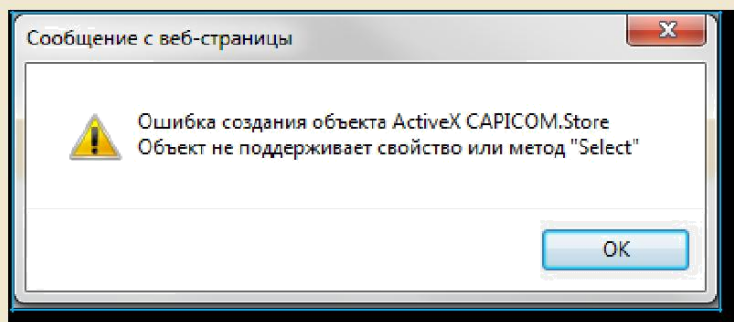 Сообщение с веб-страницы
Ошибка создания объекта ActiveX CAPICOM.Store
Объект не поддерживает свойство или метод "Select"
OK